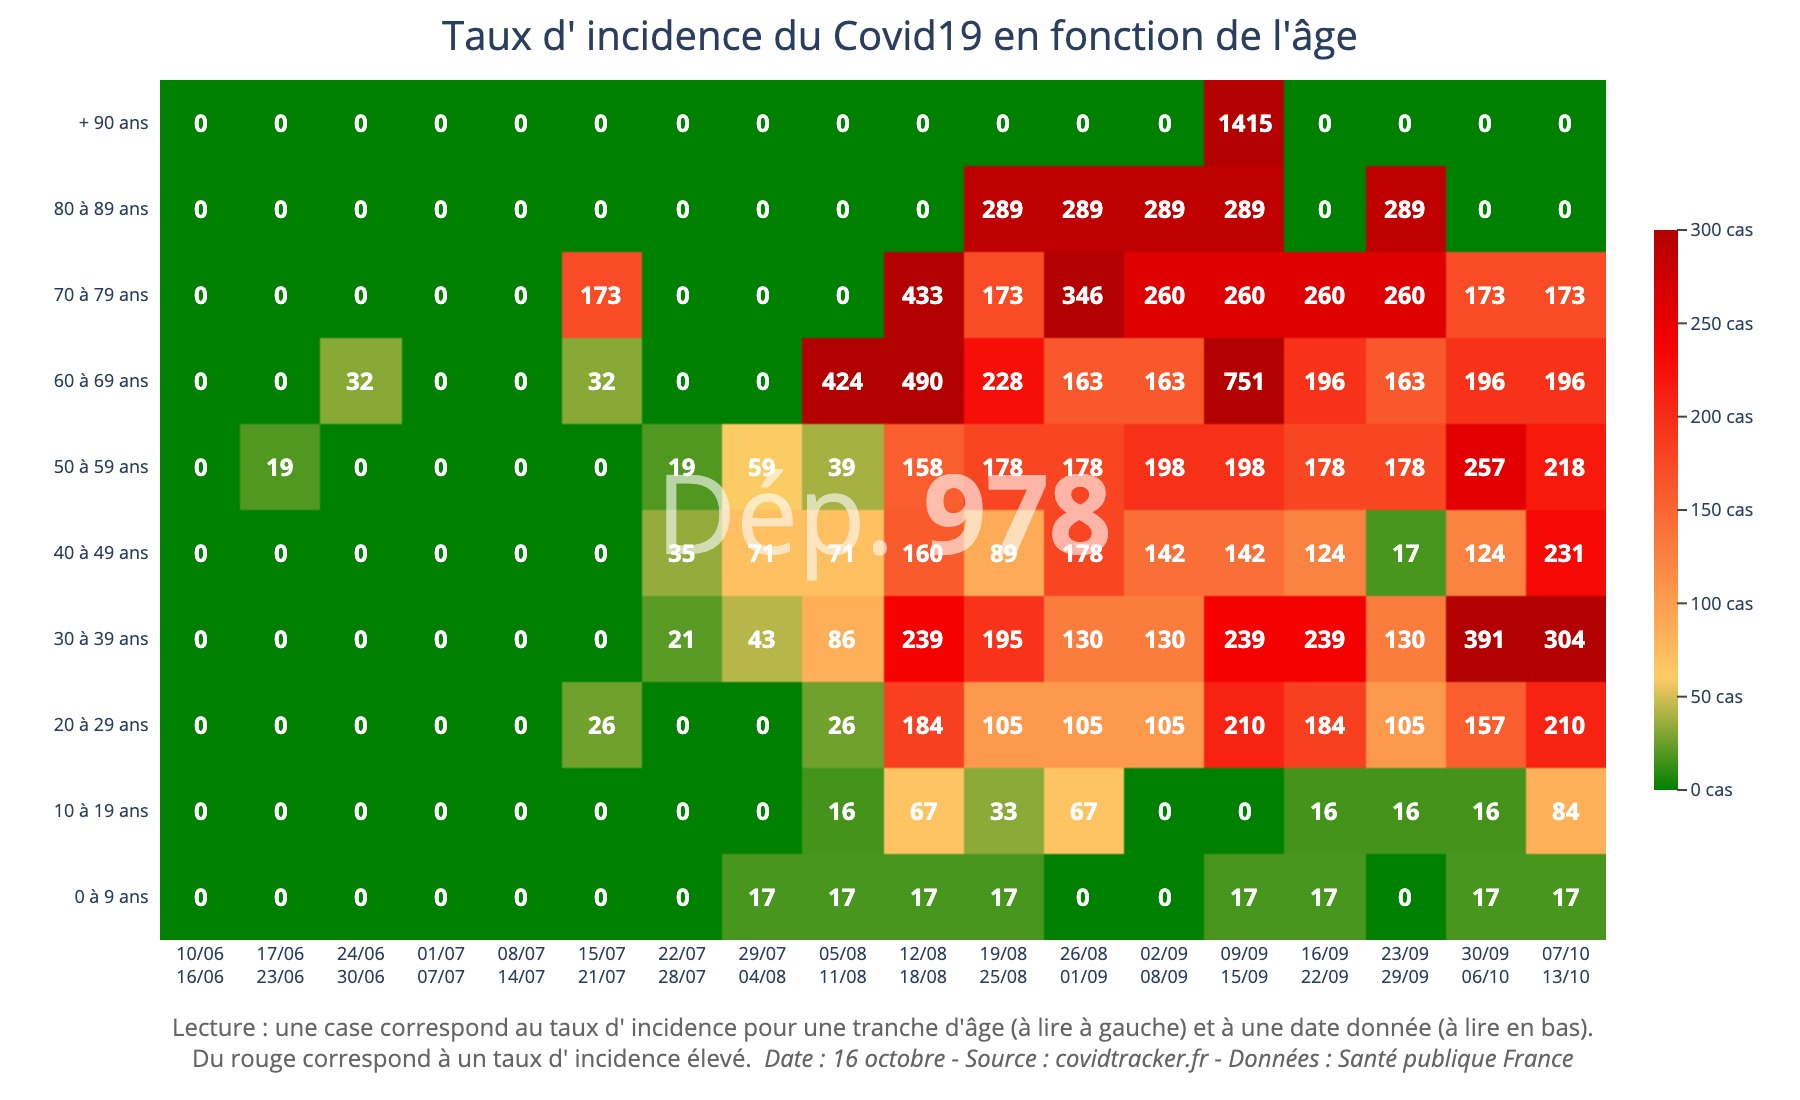 Taux d' incidence du Covid19 en fonction de l'âge
+ 90 ans 0 0 0 0 0 0 0 0 0 0 0 0 0 1415 0 0 0 0
80 à 89 ans 0 0 0 0 0 0 0 0 0 0 289 289 289 289 0 289 0 0
70 à 79 ans 0 0 0 0 0 173 0 0 0 433 173 346 260 260 260 260 173 173
60 à 69 ans 0 0 32 0 0 32 0 0 424 490 228 163 163 751 196 163 196 196
50 à 59 ans 0 19 0 0 0 0 19 59 39 158 178 178 198 198 178 178 257 218
Dép. 978
40 à 49 ans 0 0 0 0 0 0 35 71 71 160 89 178 142 142 124 17 124 231
30 à 39 ans 0 0 0 0 0 0 21 43 86 239 195 130 130 239 239 130 391 304
20 à 29 ans 0 0 0 0 0 26 0 0 26 184 105 105 105 210 184 105 157 210
10 à 19 ans 0 0 0 0 0 0 0 0 16 67 33 67 0 0 16 16 16 84
0 à 9 ans 0 0 0 0 0 0 0 17 17 17 17 0 0 17 17 0 17 17
10/06 17/06 24/06 01/07 08/07 15/07 22/07 29/07 05/08 12/08 19/08 26/08 02/09 09/09 16/09 23/09 30/09 07/10
16/06 23/06 30/06 07/07 14/07 21/07 28/07 04/08 11/08 18/08 25/08 01/09 08/09 15/09 22/09 29/09 06/10 13/10
300 cas
250 cas
200 cas
150 cas
100 cas
50 cas
0 cas
Lecture : une case correspond au taux d' incidence pour une tranche d'âge (à lire à gauche) et à une date donnée (à lire en bas).
Du rouge correspond à un taux d' incidence élevé. Date : 16 octobre - Source : covidtracker.fr - Données : Santé publique France